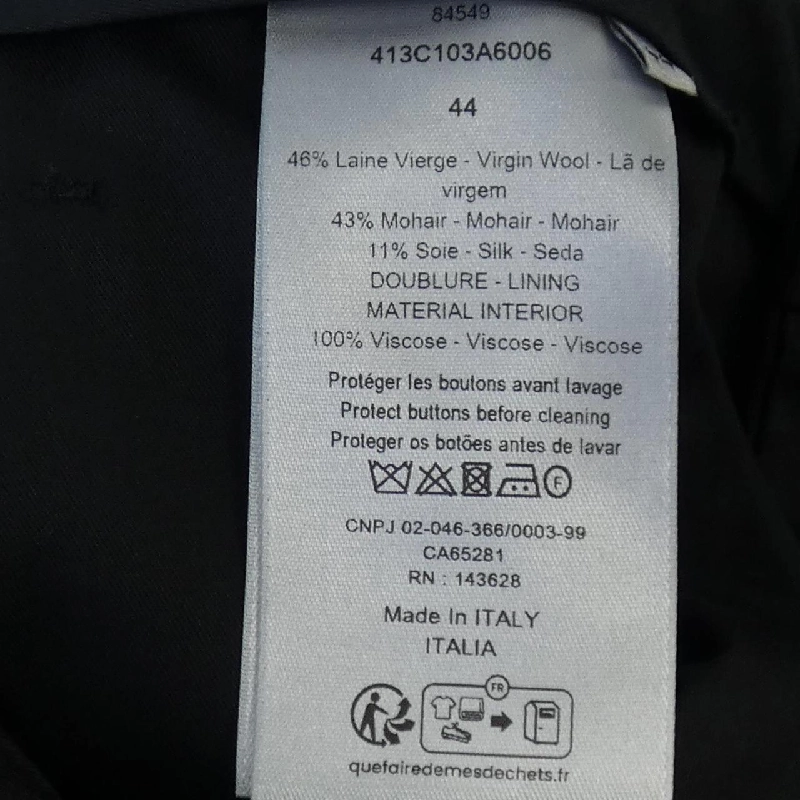 84549
413C103A6006
44
46% Laine Vierge - Virgin Wool - Lã de
virgem
43% Mohair - Mohair - Mohair
11% Soie - Silk - Seda
DOUBLURE - LINING
MATERIAL INTERIOR
100% Viscose - Viscose - Viscose
Protéger les boutons avant lavage
Protect buttons before cleaning
Proteger os botões antes de lavar
F
CNPJ 02-046-366/0003-99
CA65281
RN : 143628
Made In ITALY
ITALIA
FR
quefairedemesdechets.fr